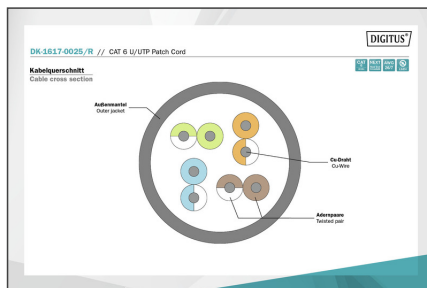 DIGITUS®
DK-1617-0025/R // CAT 6 U/UTP Patch Cord
Kabelquerschnitt
Cable cross section
Außenmantel
Outer jacket
Cu-Draht
Cu-Wire
Adernpaare
Twisted pair